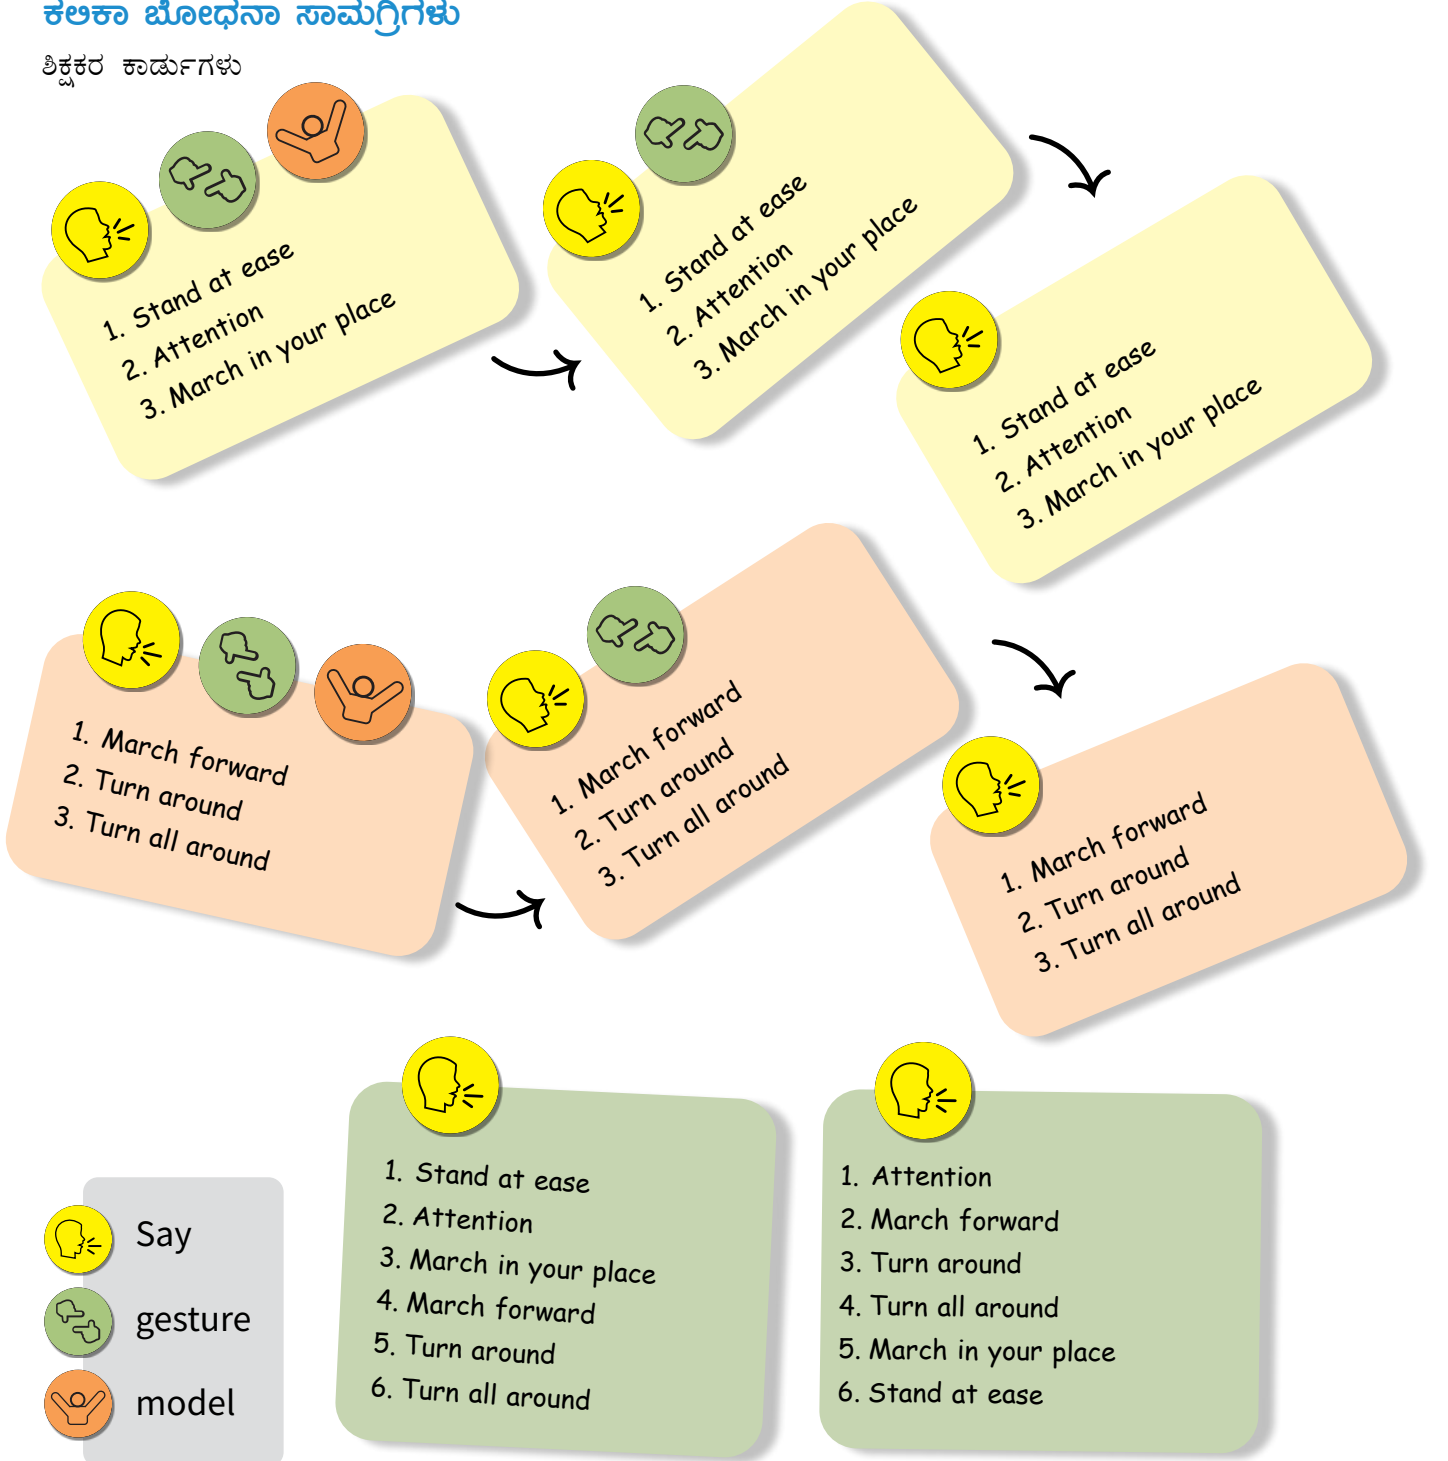 ಕಲಿಕಾ ಬೋಧನಾ ಸಾಮಗ್ರಿಗಳು
ಶಿಕ್ಷಕರ ಕಾರ್ಡುಗಳು
1. Stand at ease
2. Attention
3. March in your place
1. Stand at ease
2. Attention
3. March in your place
1. Stand at ease
2. Attention
3. March in your place
1. March forward
2. Turn around
3. Turn all around
1. March forward
2. Turn around
3. Turn all around
1. March forward
2. Turn around
3. Turn all around
Say
gesture
model
1. Stand at ease
2. Attention
3. March in your place
4. March forward
5. Turn around
6. Turn all around
1. Attention
2. March forward
3. Turn around
4. Turn all around
5. March in your place
6. Stand at ease